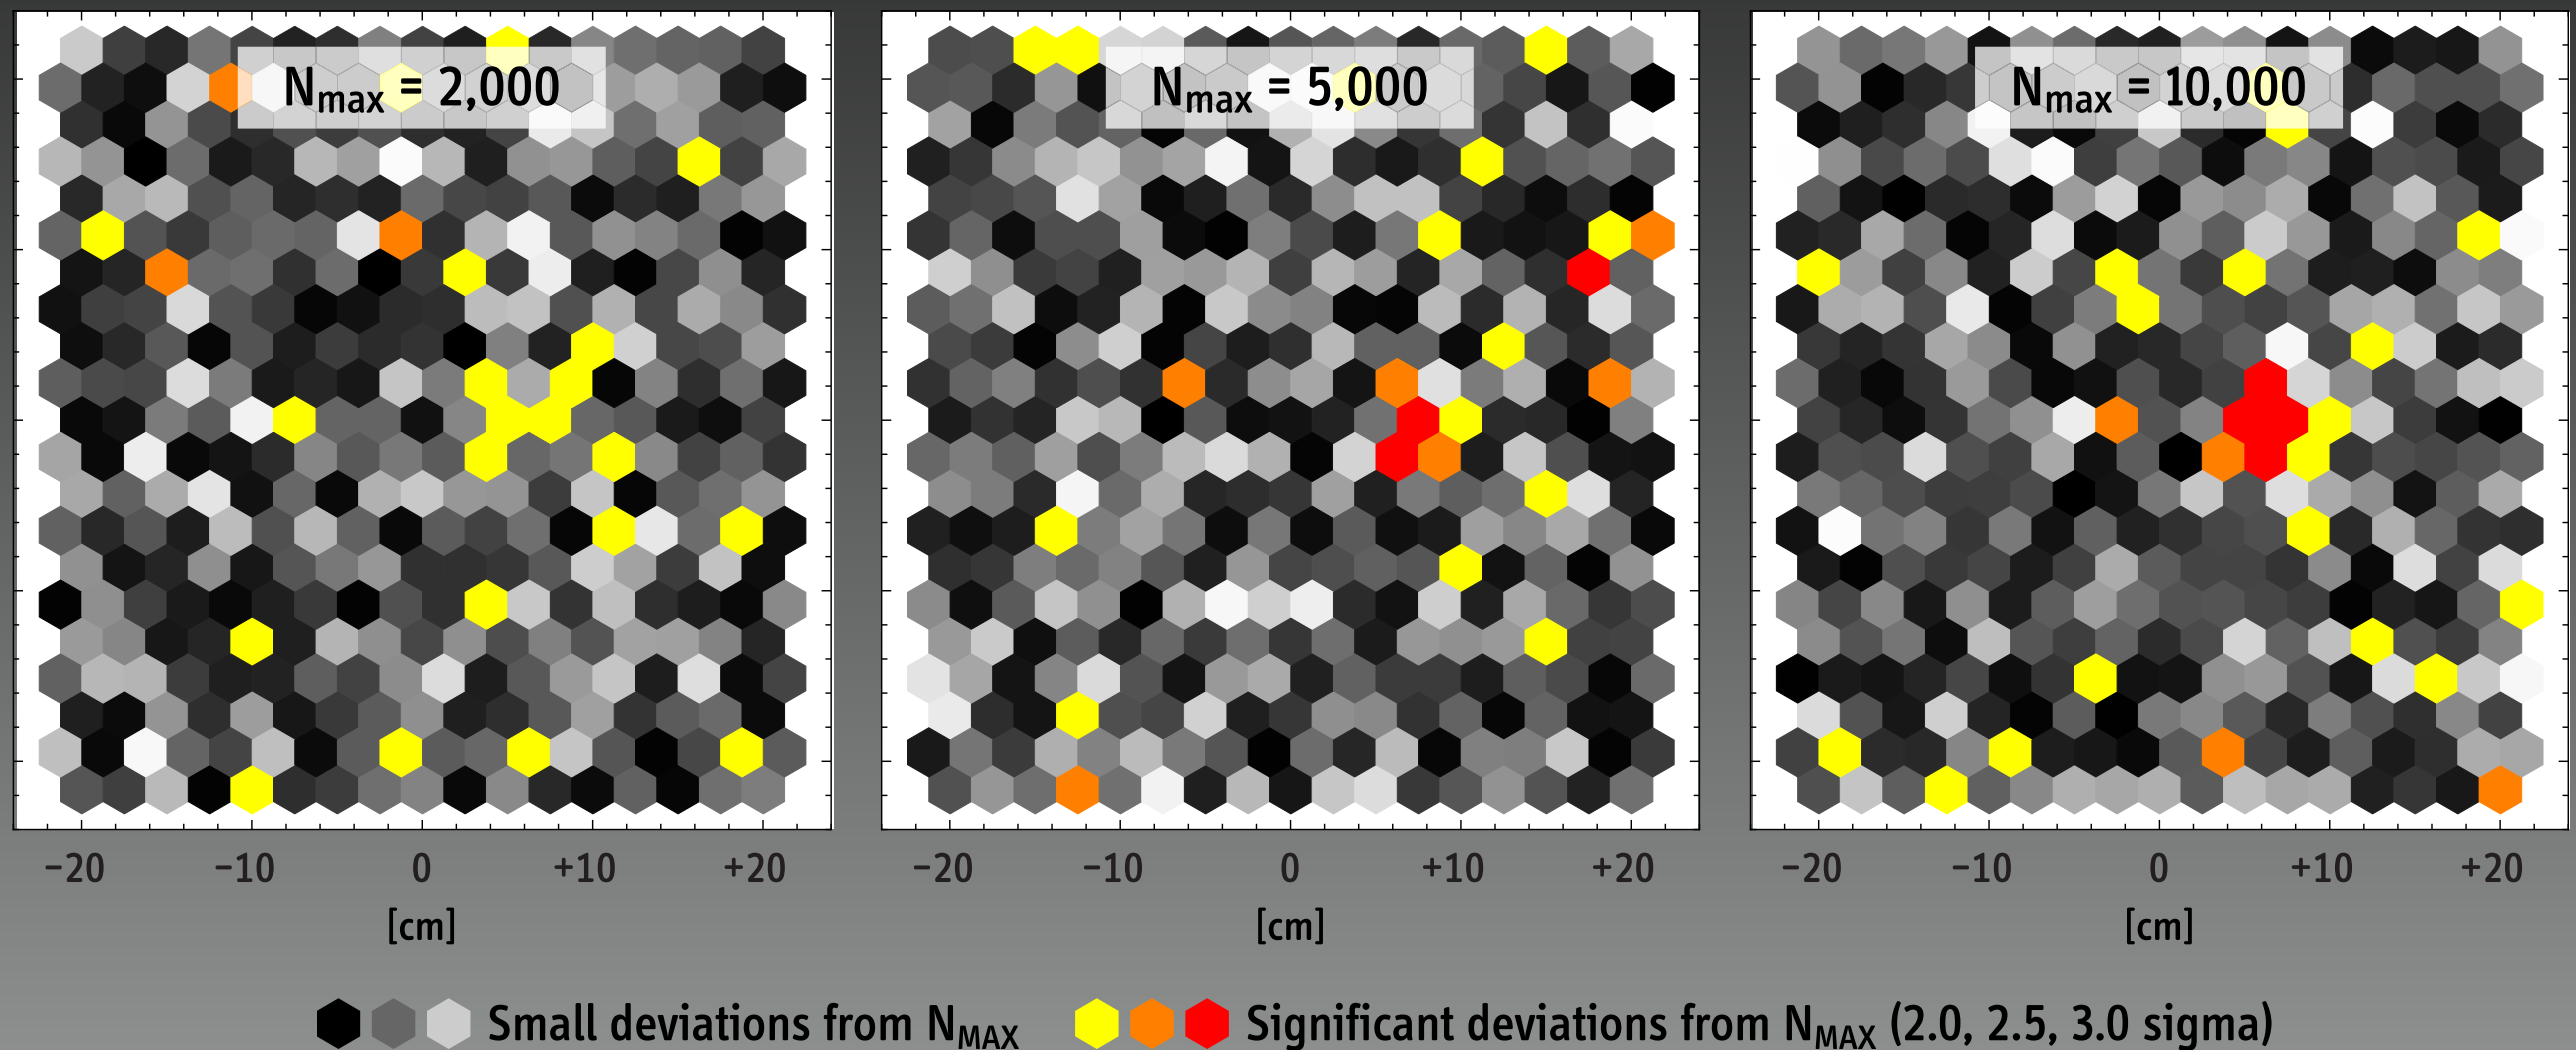 Nmax = 2,000
Nmax = 5,000
Nmax = 10,000
−20 −10 0 +10 +20
−20 −10 0 +10 +20
−20 −10 0 +10 +20
[cm]
[cm]
[cm]
Small deviations from NMAX
Significant deviations from NMAX (2.0, 2.5, 3.0 sigma)